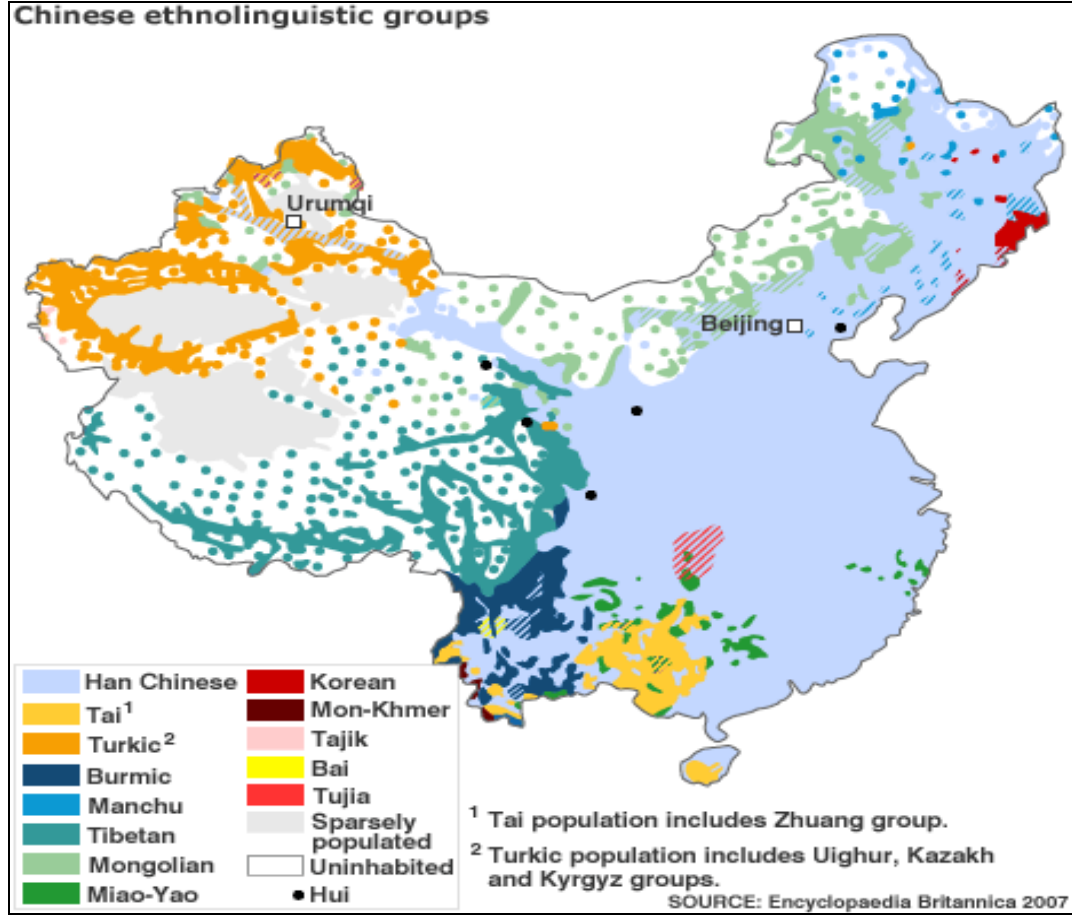 Chinese ethnolinguistic groups
Urumqi
Beijing
Han Chinese
Tai¹
Turkic²
Burmic
Manchu
Tibetan
Mongolian
Miao-Yao
Korean
Mon-Khmer
Tajik
Bai
Tujia
Sparsely
populated
Uninhabited
Hui
¹ Tai population includes Zhuang group.
² Turkic population includes Uighur, Kazakh
and Kyrgyz groups.
SOURCE: Encyclopaedia Britannica 2007